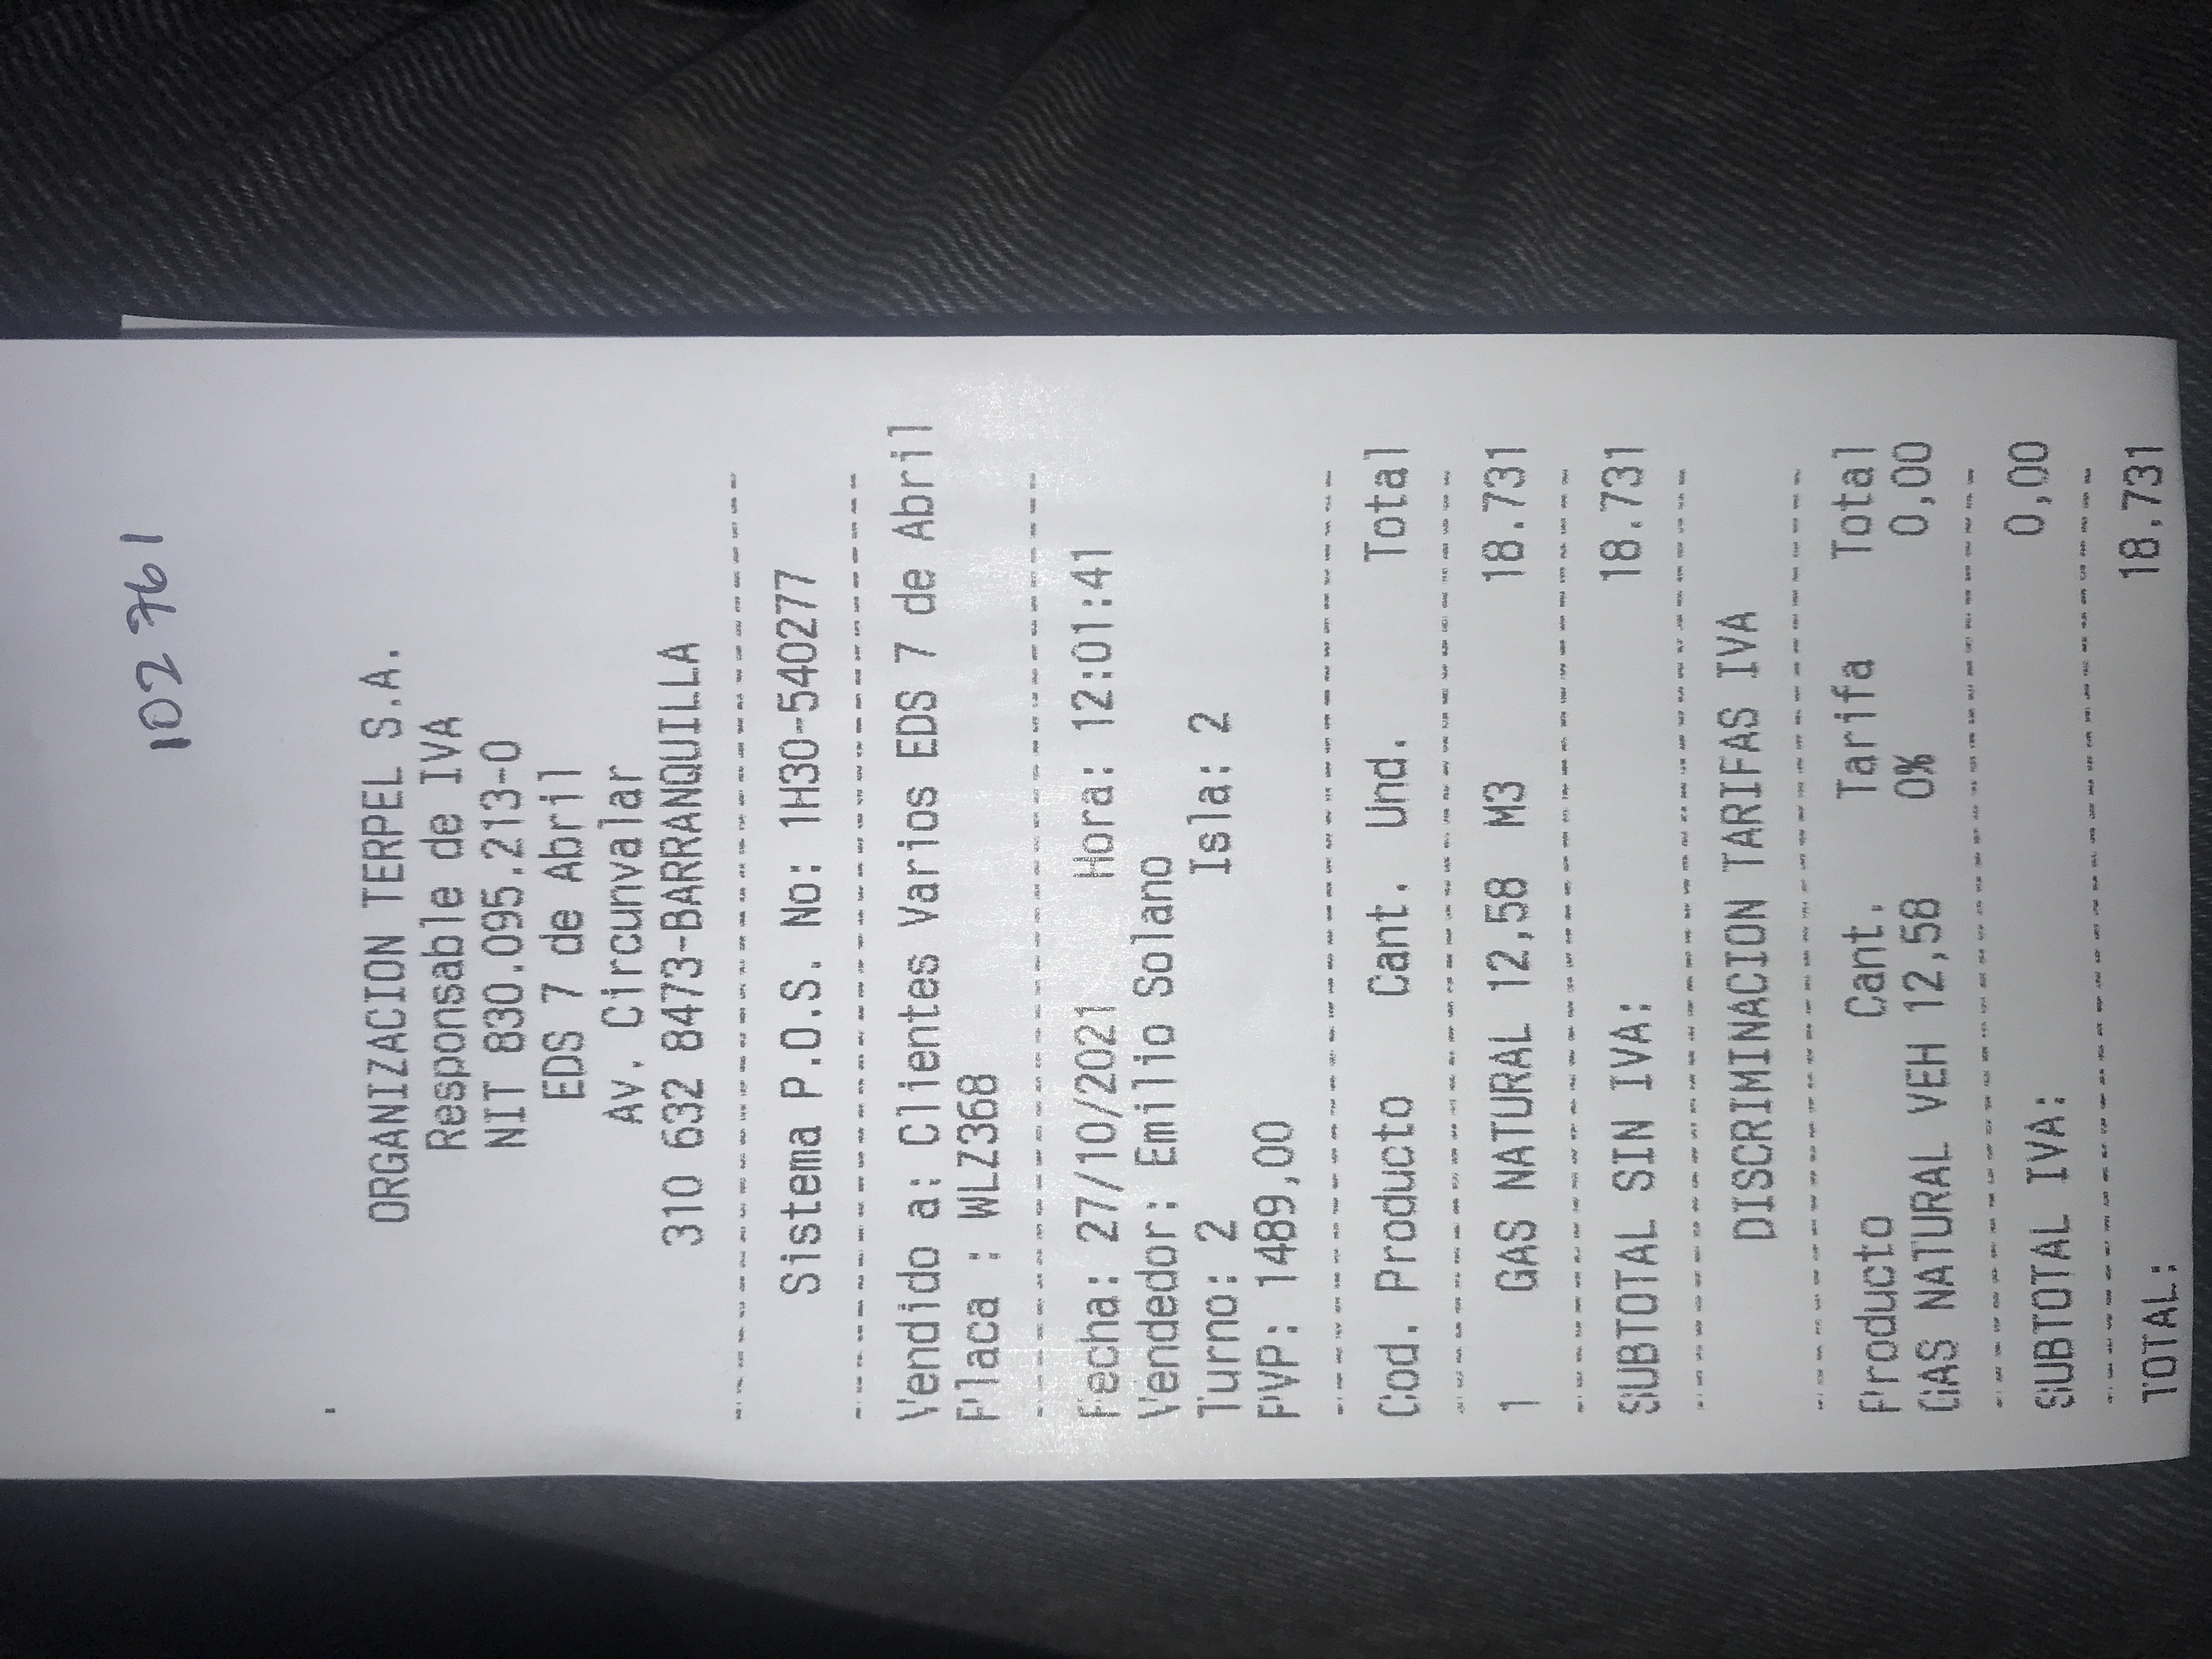 102761
ORGANIZACION TERPEL S.A.
Responsable de IVA
NIT 830.095.213-0
EDS 7 de Abril
Av. Circunvalar
310 632 8473-BARRANQUILLA
Sistema P.O.S. No: 1H30-540277
Vendido a: Clientes Varios EDS 7 de Abril
Placa : WLZ368
Fecha: 27/10/2021 Hora: 12:01:41
Vendedor: Emilio Solano
Turno: 2 Isla: 2
PVP: 1489,00
Cod. Producto Cant. Und. Total
1 GAS NATURAL 12,58 M3 18.731
SUBTOTAL SIN IVA: 18.731
DISCRIMINACION TARIFAS IVA
Producto Cant. Tarifa Total
GAS NATURAL VEH 12,58 0% 0,00
SUBTOTAL IVA: 0,00
TOTAL: 18.731